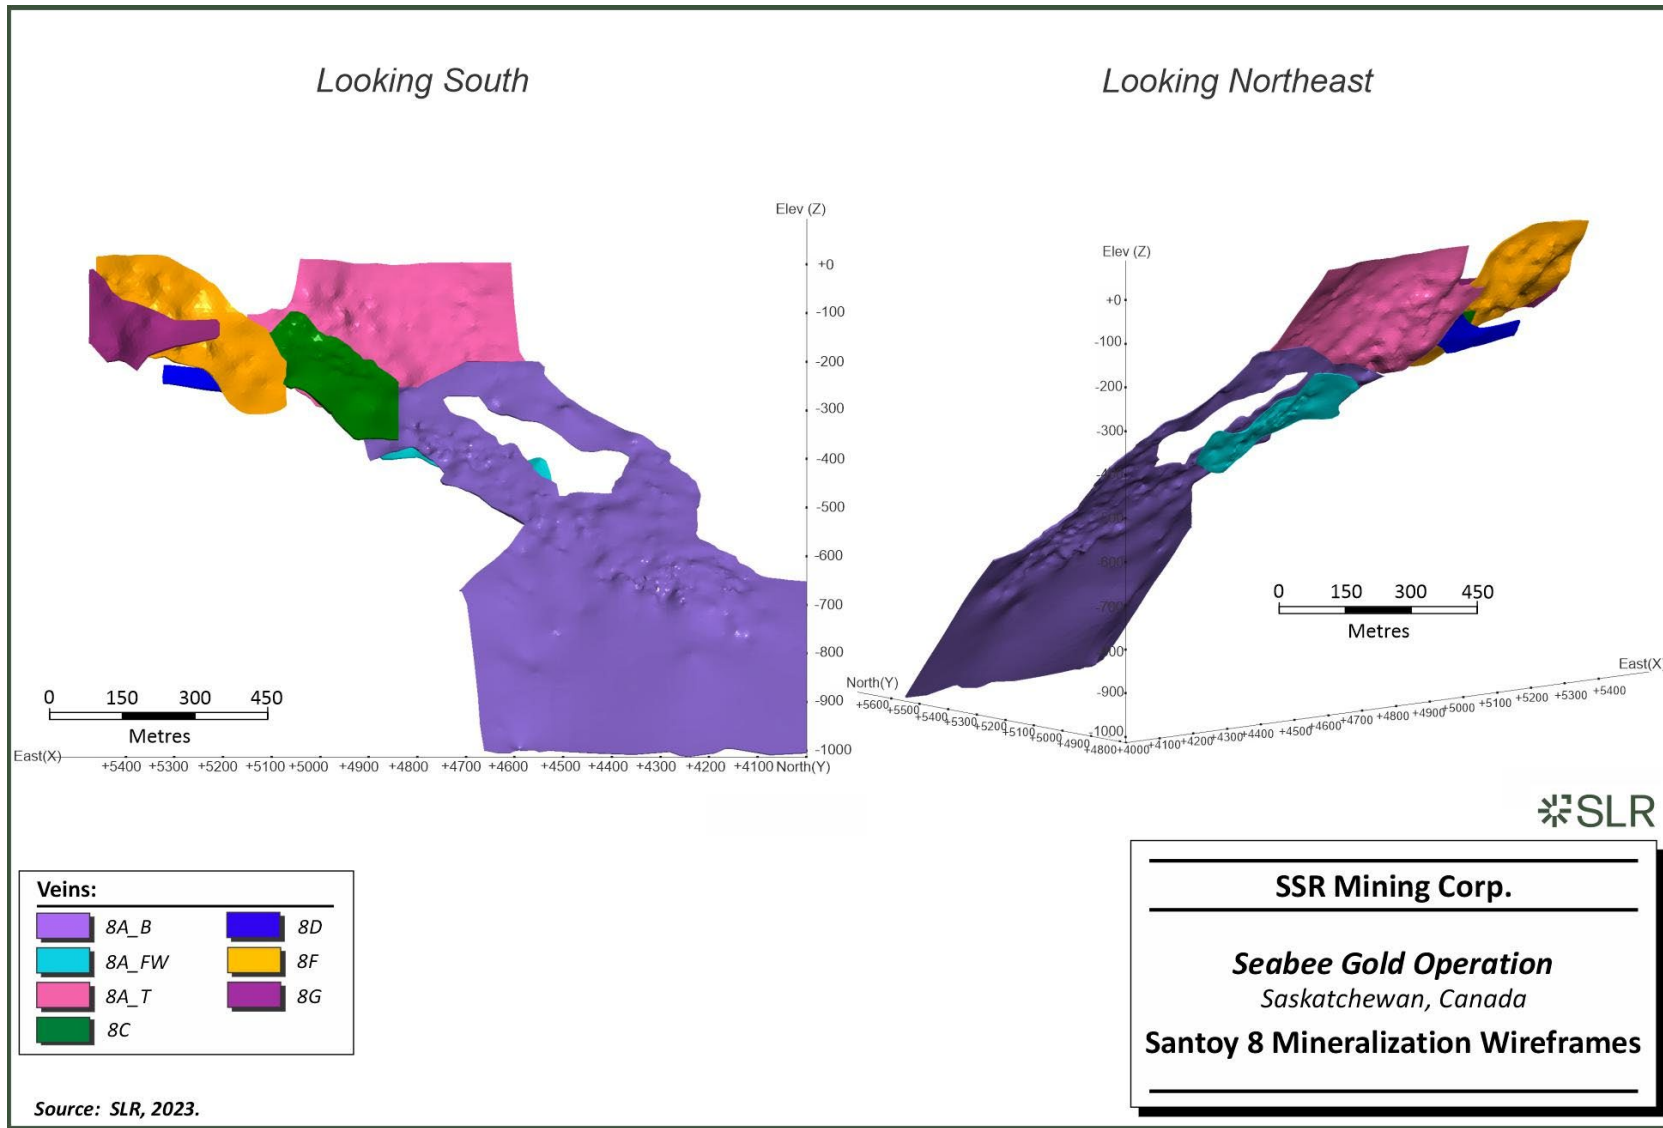 Looking South
Looking Northeast
Elev (Z)
+0
-100
-200
-300
-400
-500
-600
-700
-800
-900
-1000
0 150 300 450
Metres
East(X)
+5400 +5300 +5200 +5100 +5000 +4900 +4800 +4700 +4600 +4500 +4400 +4300 +4200 +4100 North(Y)
Elev (Z)
+0
-100
-200
-300
-600
-700
-900
-1000
0 150 300 450
Metres
East(X)
North(Y)
+5600 +5500 +5400 +5300 +5200 +5100 +5000 +4900 +4800
+4000 +4100 +4200 +4300 +4400 +4500 +4600 +4700 +4800 +4900 +5000 +5100 +5200 +5300 +5400
SLR
Veins:
8A_B
8A_FW
8A_T
8C
8D
8F
8G
SSR Mining Corp.
Seabee Gold Operation
Saskatchewan, Canada
Santoy 8 Mineralization Wireframes
Source: SLR, 2023.